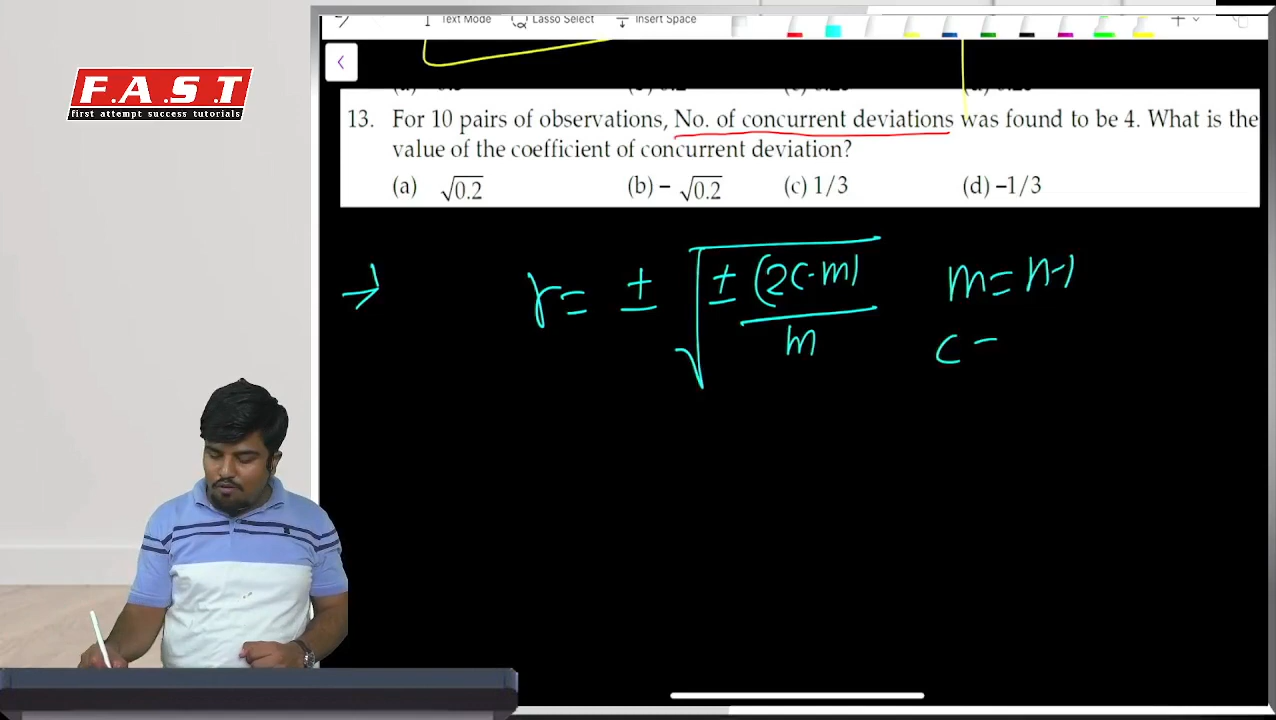 Text Mode Lasso Select Insert Space
F.A.S.T
first attempt success tutorials
13. For 10 pairs of observations, No. of concurrent deviations was found to be 4. What is the
value of the coefficient of concurrent deviation?
(a) √0.2 (b) – √0.2 (c) 1/3 (d) –1/3
→ r = ± √(± (2c-m) / m) m = n-1
c =